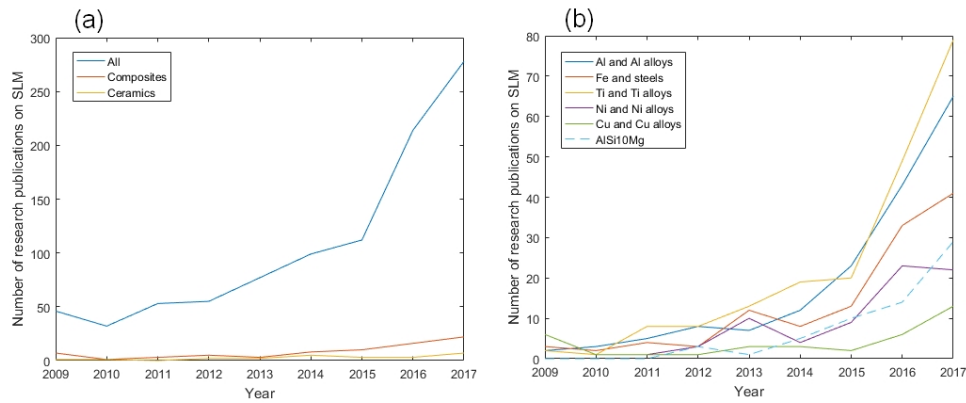 (a)
300
250
200
150
100
50
0
2009 2010 2011 2012 2013 2014 2015 2016 2017
Year
Number of research publications on SLM
All
Composites
Ceramics
(b)
80
70
60
50
40
30
20
10
0
2009 2010 2011 2012 2013 2014 2015 2016 2017
Year
Number of research publications on SLM
Al and Al alloys
Fe and steels
Ti and Ti alloys
Ni and Ni alloys
Cu and Cu alloys
AlSi10Mg